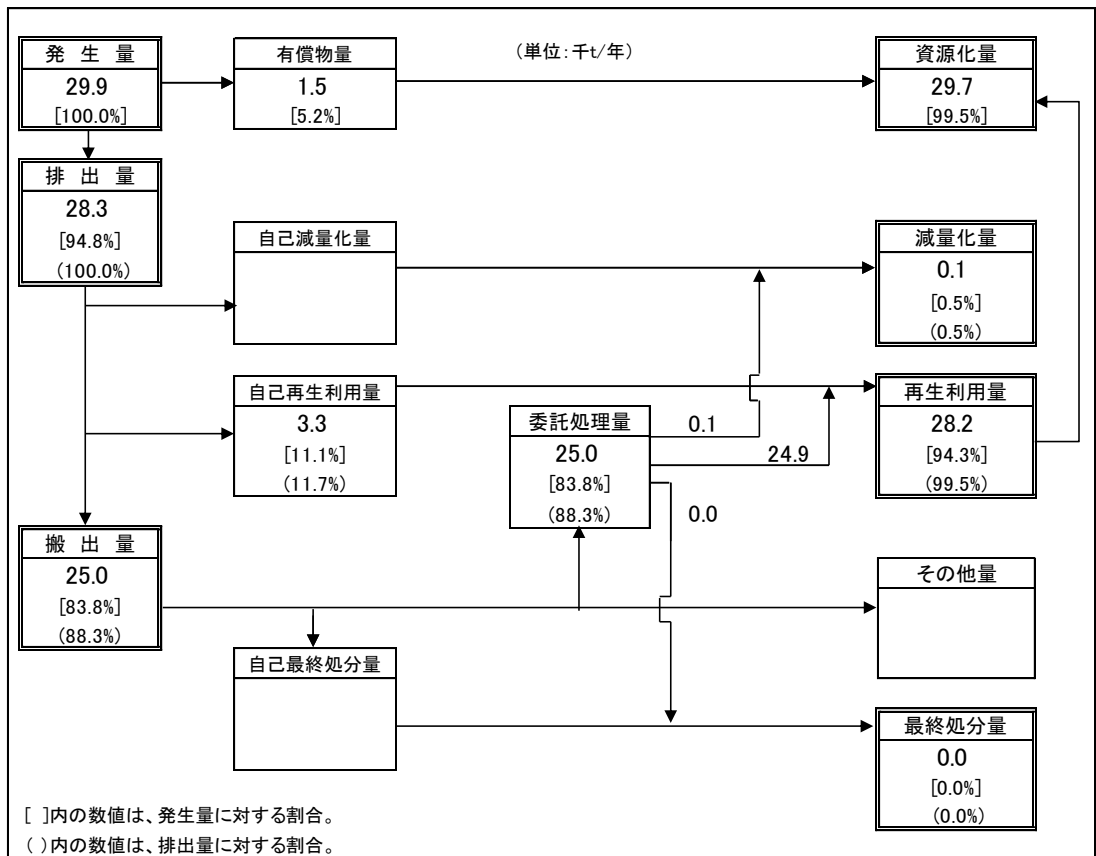 発 生 量
29.9
[100.0%]
有償物量
1.5
[5.2%]
(単位:千t/年)
資源化量
29.7
[99.5%]
排 出 量
28.3
[94.8%]
(100.0%)
自己減量化量
減量化量
0.1
[0.5%]
(0.5%)
自己再生利用量
3.3
[11.1%]
(11.7%)
委託処理量
25.0
[83.8%]
(88.3%)
0.1
24.9
0.0
再生利用量
28.2
[94.3%]
(99.5%)
搬 出 量
25.0
[83.8%]
(88.3%)
その他量
自己最終処分量
最終処分量
0.0
[0.0%]
(0.0%)
[ ]内の数値は、発生量に対する割合。
( )内の数値は、排出量に対する割合。